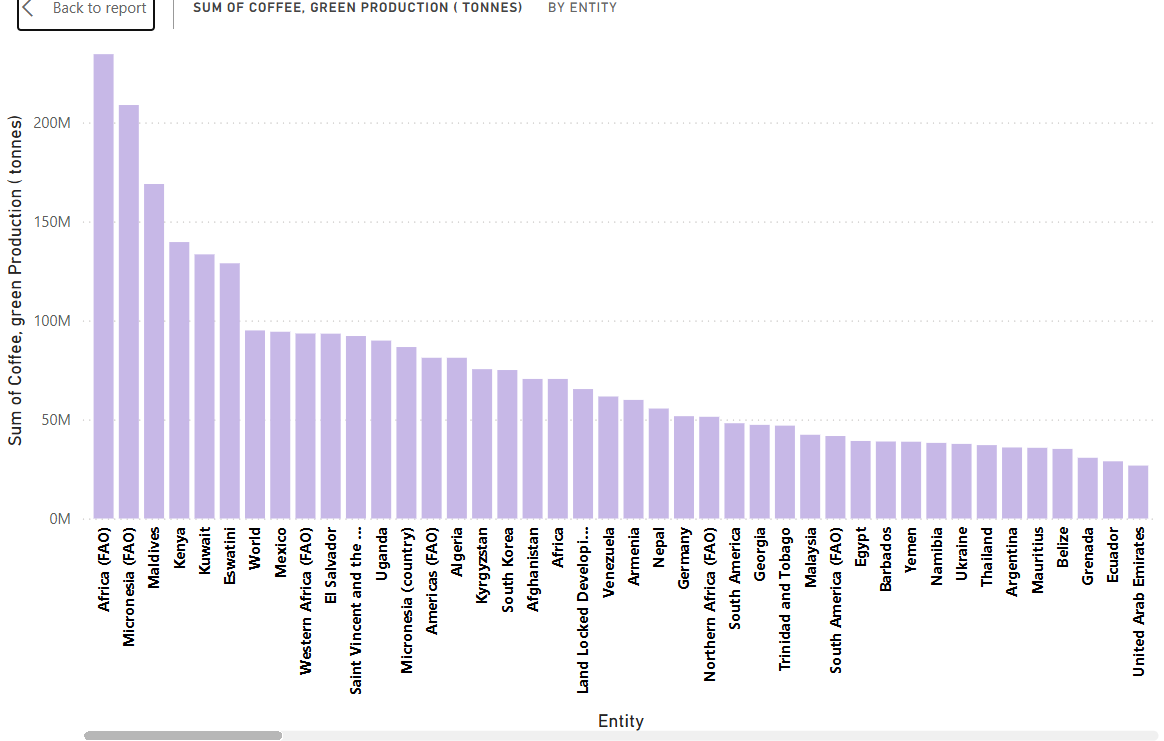 Back to report
SUM OF COFFEE, GREEN PRODUCTION ( TONNES) BY ENTITY
Sum of Coffee, green Production ( tonnes)
200M
150M
100M
50M
0M
Africa (FAO)
Micronesia (FAO)
Maldives
Kenya
Kuwait
Eswatini
World
Mexico
Western Africa (FAO)
El Salvador
Saint Vincent and the ...
Uganda
Micronesia (country)
Americas (FAO)
Algeria
Kyrgyzstan
South Korea
Afghanistan
Africa
Land Locked Developi...
Venezuela
Armenia
Nepal
Germany
Northern Africa (FAO)
South America
Georgia
Trinidad and Tobago
Malaysia
South America (FAO)
Egypt
Barbados
Yemen
Namibia
Ukraine
Thailand
Argentina
Mauritius
Belize
Grenada
Ecuador
United Arab Emirates
Entity